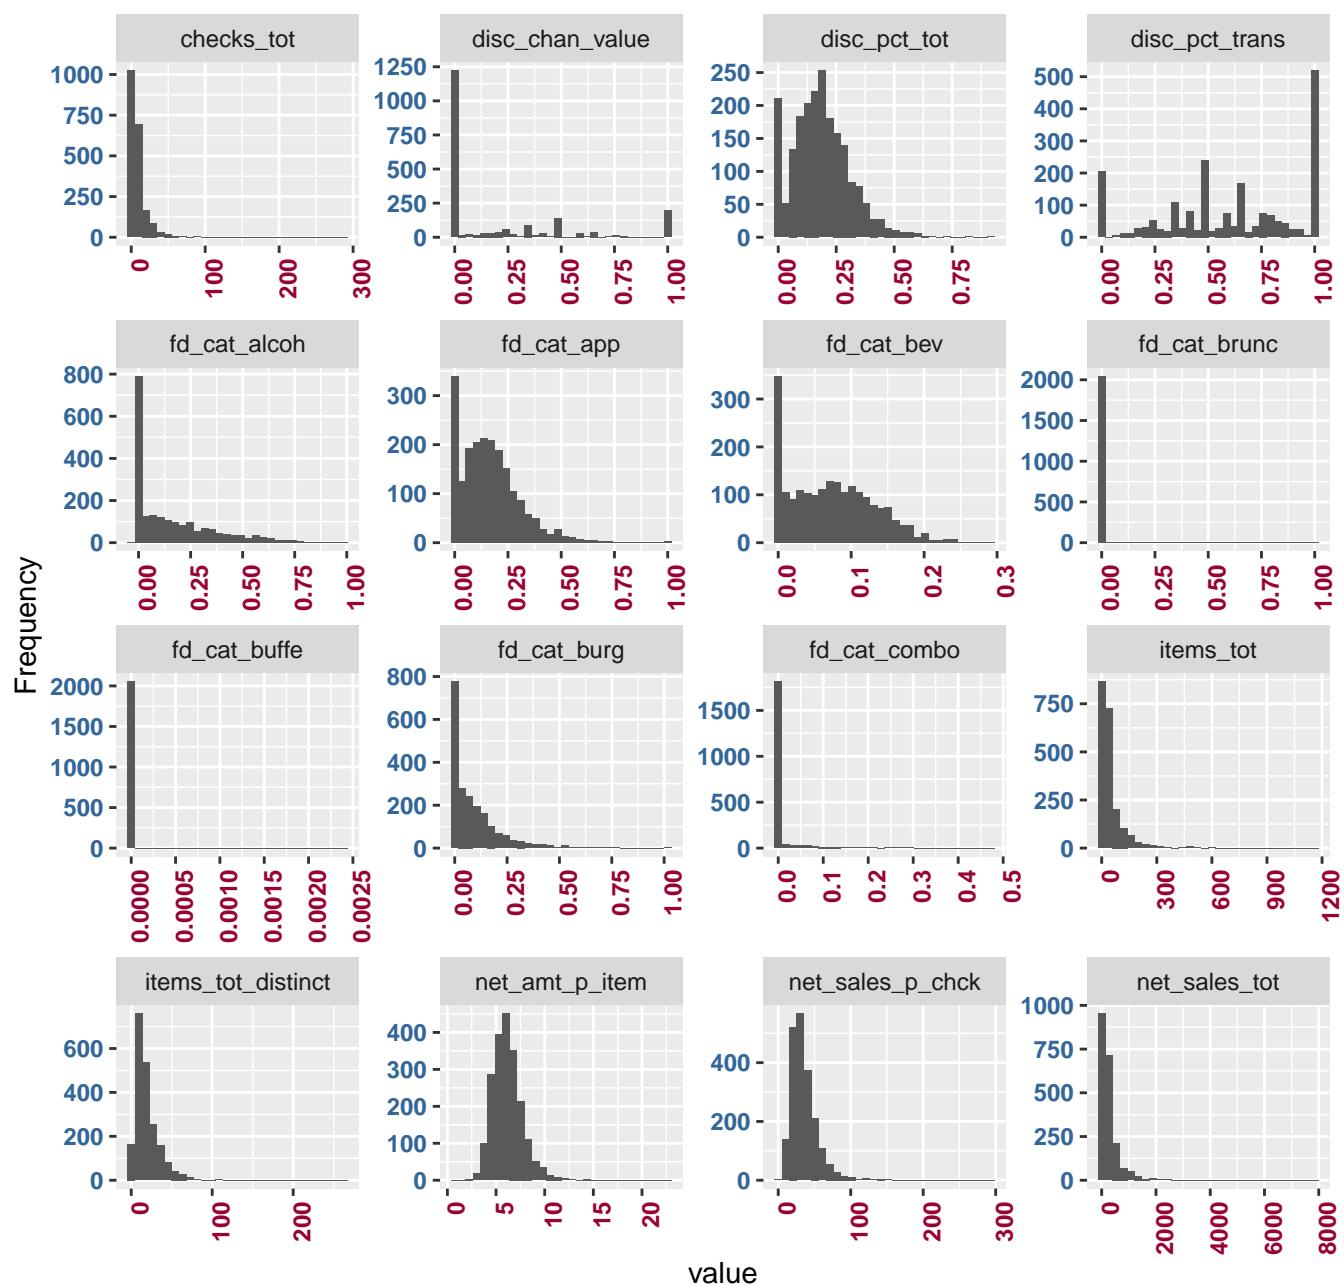 checks_tot disc_chan_value disc_pct_tot disc_pct_trans
1000 750 500 250 0
1250 1000 750 500 250 0
250 200 150 100 50 0
500 400 300 200 100 0
0 100 200 300
0.00 0.25 0.50 0.75 1.00
0.00 0.25 0.50 0.75
0.00 0.25 0.50 0.75 1.00
fd_cat_alcoh fd_cat_app fd_cat_bev fd_cat_brunc
800 600 400 200 0
300 200 100 0
300 200 100 0
2000 1500 1000 500 0
0.00 0.25 0.50 0.75 1.00
0.00 0.25 0.50 0.75 1.00
0.0 0.1 0.2 0.3
0.00 0.25 0.50 0.75 1.00
Frequency
fd_cat_buffe fd_cat_burg fd_cat_combo items_tot
2000 1500 1000 500 0
800 600 400 200 0
1500 1000 500 0
750 500 250 0
0.0000 0.0005 0.0010 0.0015 0.0020 0.0025
0.00 0.25 0.50 0.75 1.00
0.0 0.1 0.2 0.3 0.4 0.5
0 300 600 900 1200
items_tot_distinct net_amt_p_item net_sales_p_chck net_sales_tot
600 400 200 0
400 300 200 100 0
400 200 0
1000 750 500 250 0
0 100 200
0 5 10 15 20
0 100 200 300
0 2000 4000 6000 8000
value